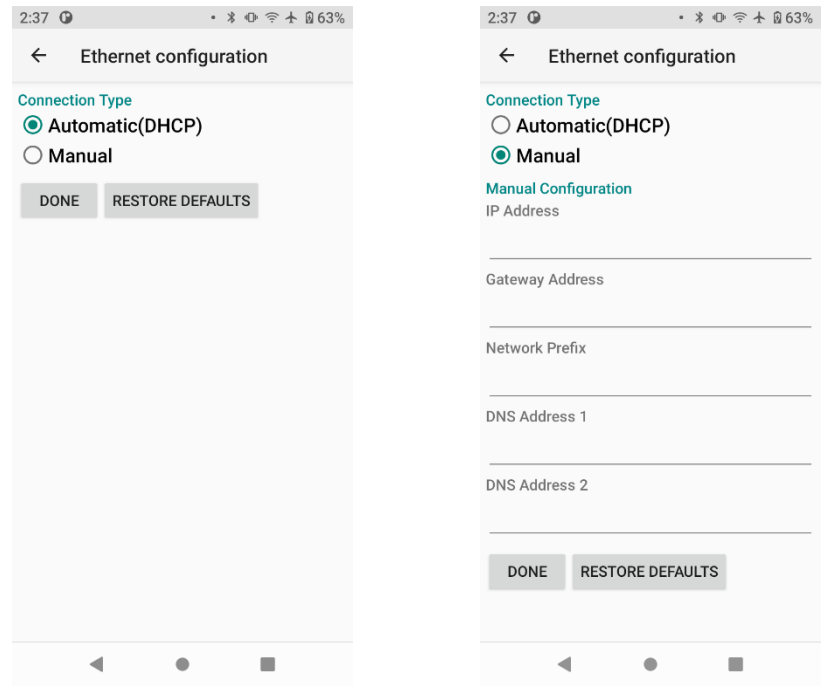 2:37 63%
Ethernet configuration
Connection Type
Automatic(DHCP)
Manual
DONE RESTORE DEFAULTS
2:37 63%
Ethernet configuration
Connection Type
Automatic(DHCP)
Manual
Manual Configuration
IP Address
Gateway Address
Network Prefix
DNS Address 1
DNS Address 2
DONE RESTORE DEFAULTS